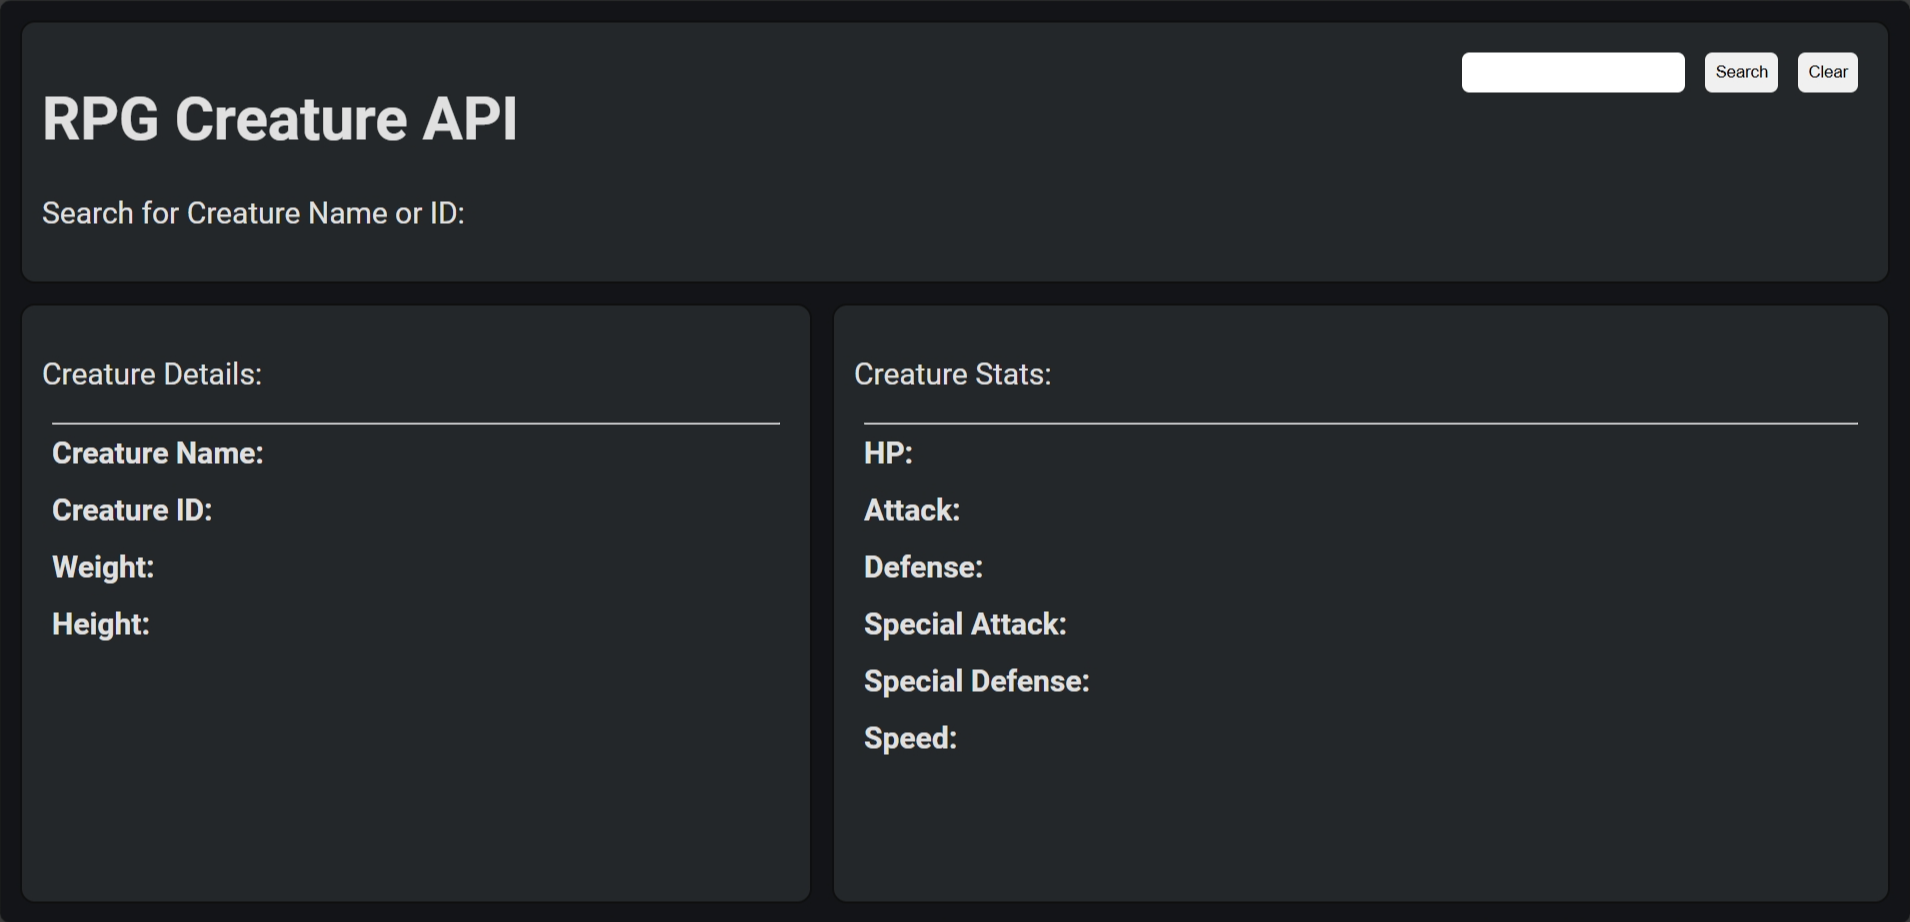 Search
Clear
RPG Creature API
Search for Creature Name or ID:
Creature Details:
Creature Name:
Creature ID:
Weight:
Height:
Creature Stats:
HP:
Attack:
Defense:
Special Attack:
Special Defense:
Speed: